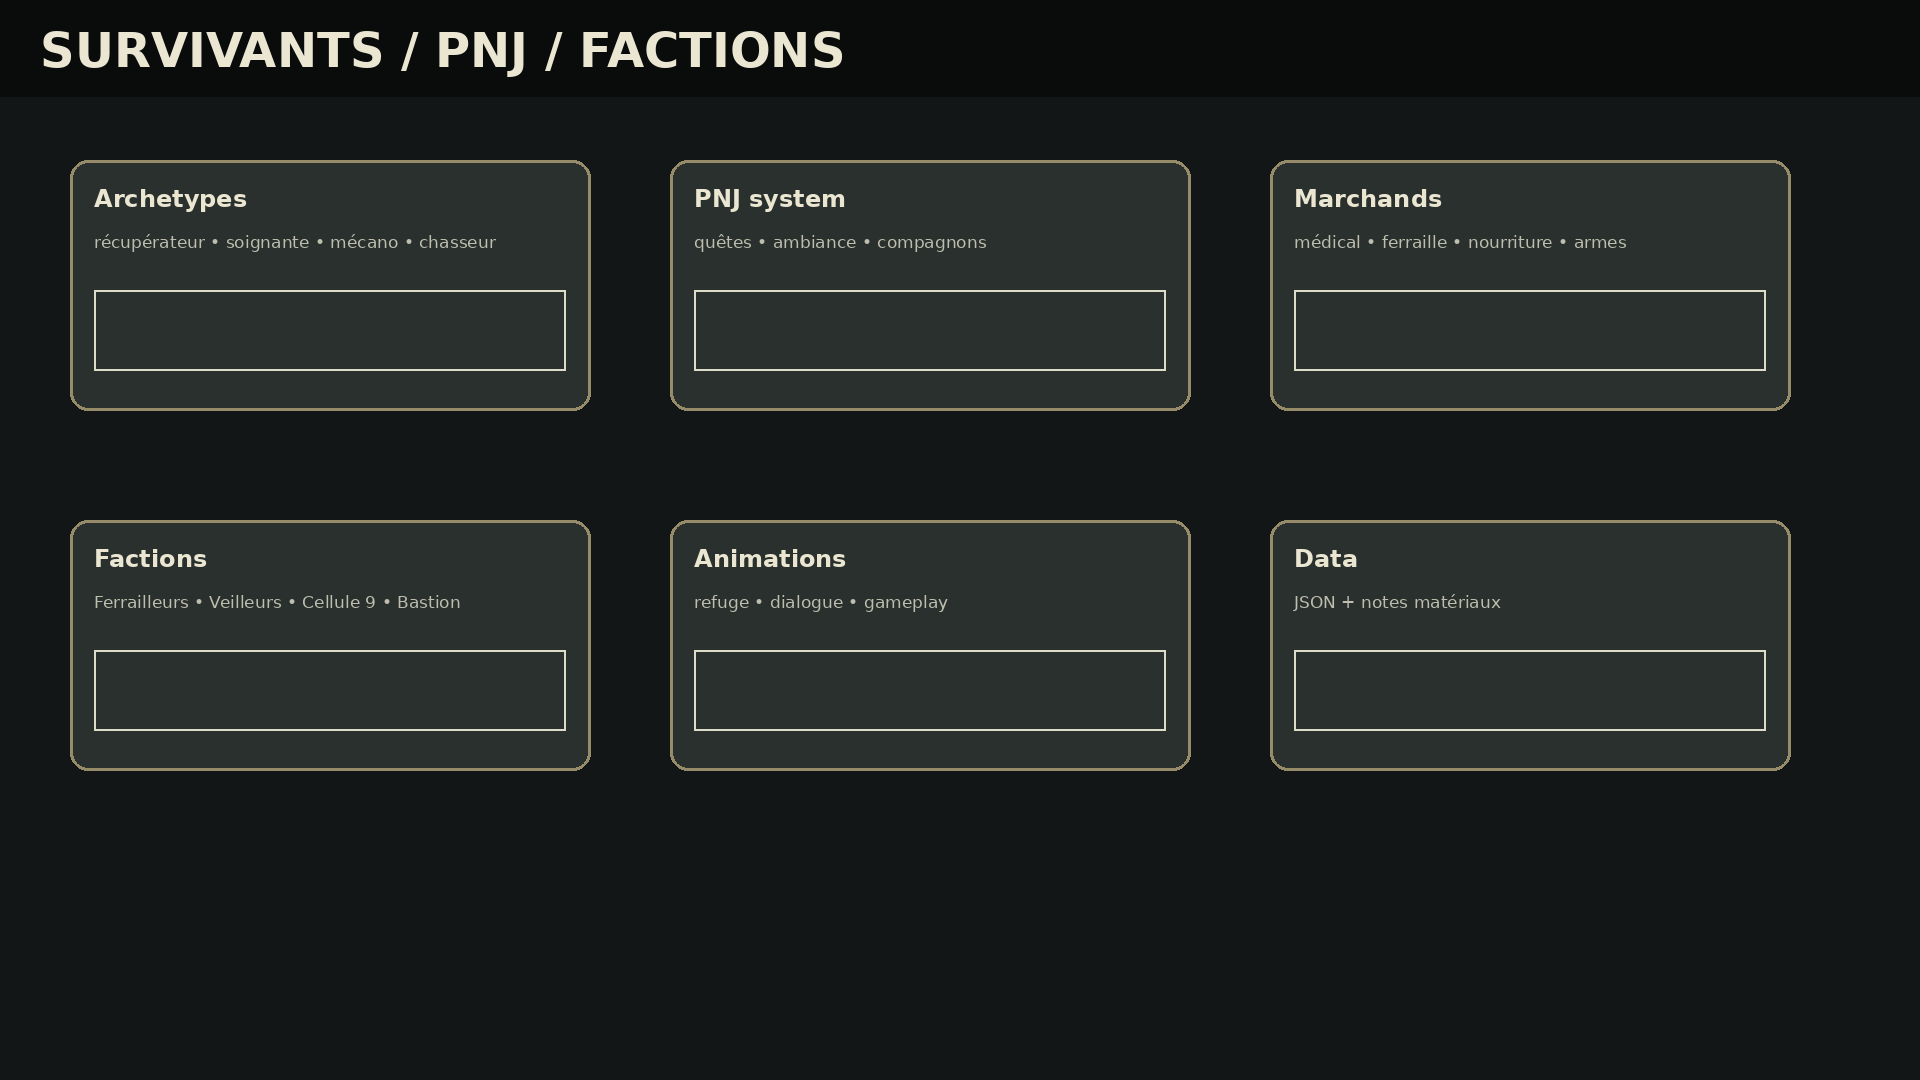 SURVIVANTS / PNJ / FACTIONS
Archetypes
récupérateur • soignante • mécano • chasseur
PNJ system
quêtes • ambiance • compagnons
Marchands
médical • ferraille • nourriture • armes
Factions
Ferrailleurs • Veilleurs • Cellule 9 • Bastion
Animations
refuge • dialogue • gameplay
Data
JSON + notes matériaux